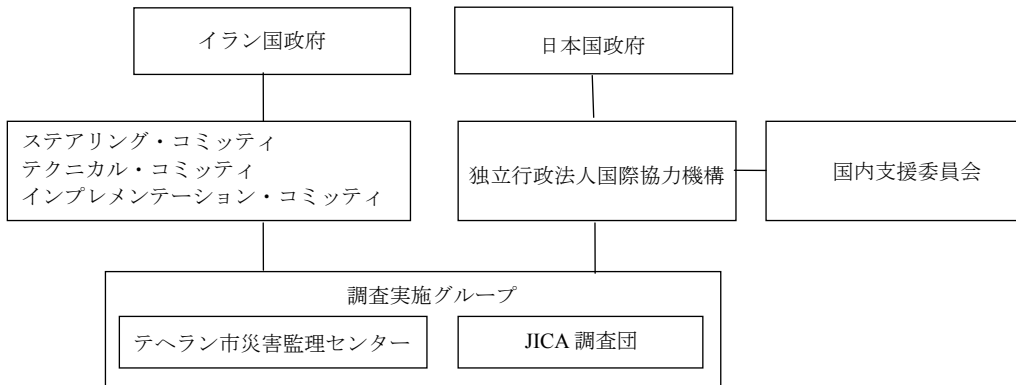 イラン国政府
日本国政府
ステアリング・コミッティ
テクニカル・コミッティ
インプレメンテーション・コミッティ
独立行政法人国際協力機構
国内支援委員会
調査実施グループ
テヘラン市災害監理センター
JICA 調査団